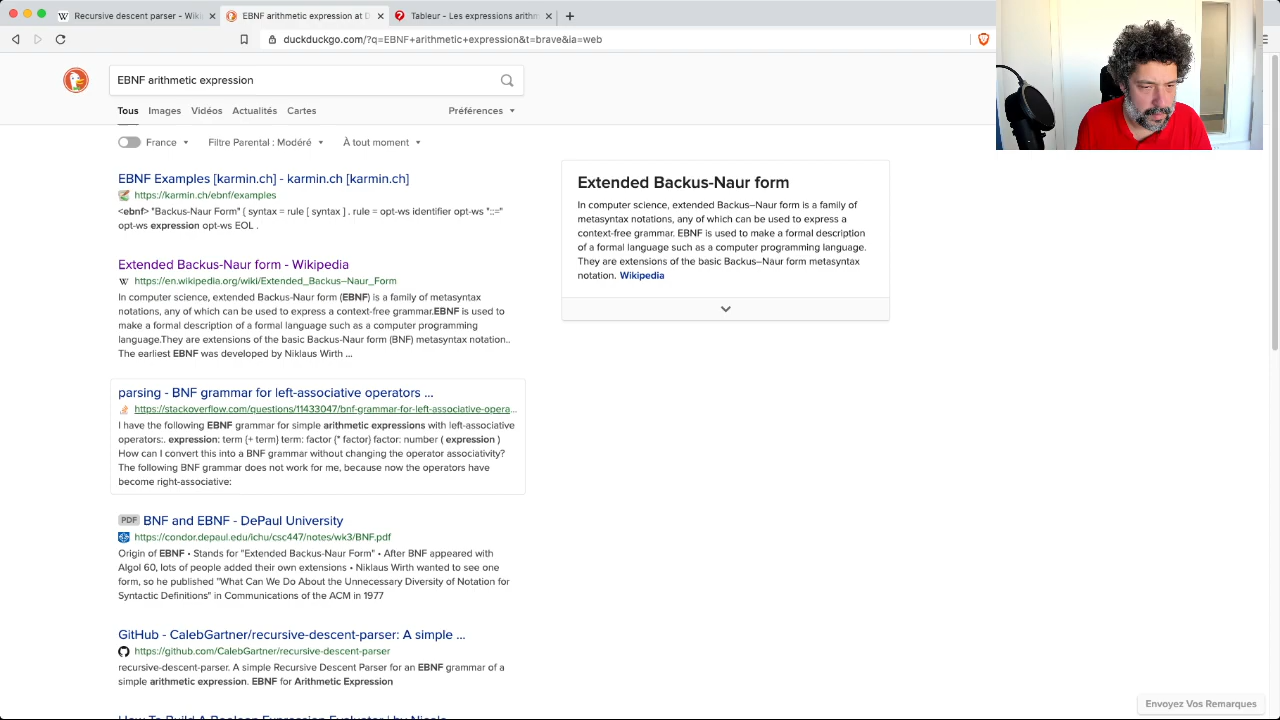 Recursive descent parser - Wiki
EBNF arithmetic expression at D
Tableur - Les expressions arithm
duckduckgo.com/?q=EBNF+arithmetic+expression&t=brave&ia=web
EBNF arithmetic expression
Tous Images Vidéos Actualités Cartes Préférences
France Filtre Parental : Modéré À tout moment
EBNF Examples [karmin.ch] - karmin.ch [karmin.ch]
https://karmin.ch/ebnf/examples
<ebnf> "Backus-Naur Form" { syntax = rule [ syntax ] . rule = opt-ws identifier opt-ws "::="
opt-ws expression opt-ws EOL .
Extended Backus-Naur form - Wikipedia
https://en.wikipedia.org/wiki/Extended_Backus–Naur_Form
In computer science, extended Backus-Naur form (EBNF) is a family of metasyntax
notations, any of which can be used to express a context-free grammar.EBNF is used to
make a formal description of a formal language such as a computer programming
language.They are extensions of the basic Backus-Naur form (BNF) metasyntax notation..
The earliest EBNF was developed by Niklaus Wirth ...
parsing - BNF grammar for left-associative operators ...
https://stackoverflow.com/questions/11433047/bnf-grammar-for-left-associative-opera...
I have the following EBNF grammar for simple arithmetic expressions with left-associative
operators:. expression: term {+ term} term: factor {* factor} factor: number ( expression )
How can I convert this into a BNF grammar without changing the operator associativity?
The following BNF grammar does not work for me, because now the operators have
become right-associative:
PDF BNF and EBNF - DePaul University
https://condor.depaul.edu/ichu/csc447/notes/wk3/BNF.pdf
Origin of EBNF • Stands for "Extended Backus-Naur Form" • After BNF appeared with
Algol 60, lots of people added their own extensions • Niklaus Wirth wanted to see one
form, so he published "What Can We Do About the Unnecessary Diversity of Notation for
Syntactic Definitions" in Communications of the ACM in 1977
GitHub - CalebGartner/recursive-descent-parser: A simple ...
https://github.com/CalebGartner/recursive-descent-parser
recursive-descent-parser. A simple Recursive Descent Parser for an EBNF grammar of a
simple arithmetic expression. EBNF for Arithmetic Expression
How To Build A Boolean Expression Evaluator | by Nicola
Extended Backus-Naur form
In computer science, extended Backus–Naur form is a family of
metasyntax notations, any of which can be used to express a
context-free grammar. EBNF is used to make a formal description
of a formal language such as a computer programming language.
They are extensions of the basic Backus–Naur form metasyntax
notation. Wikipedia
Envoyez Vos Remarques